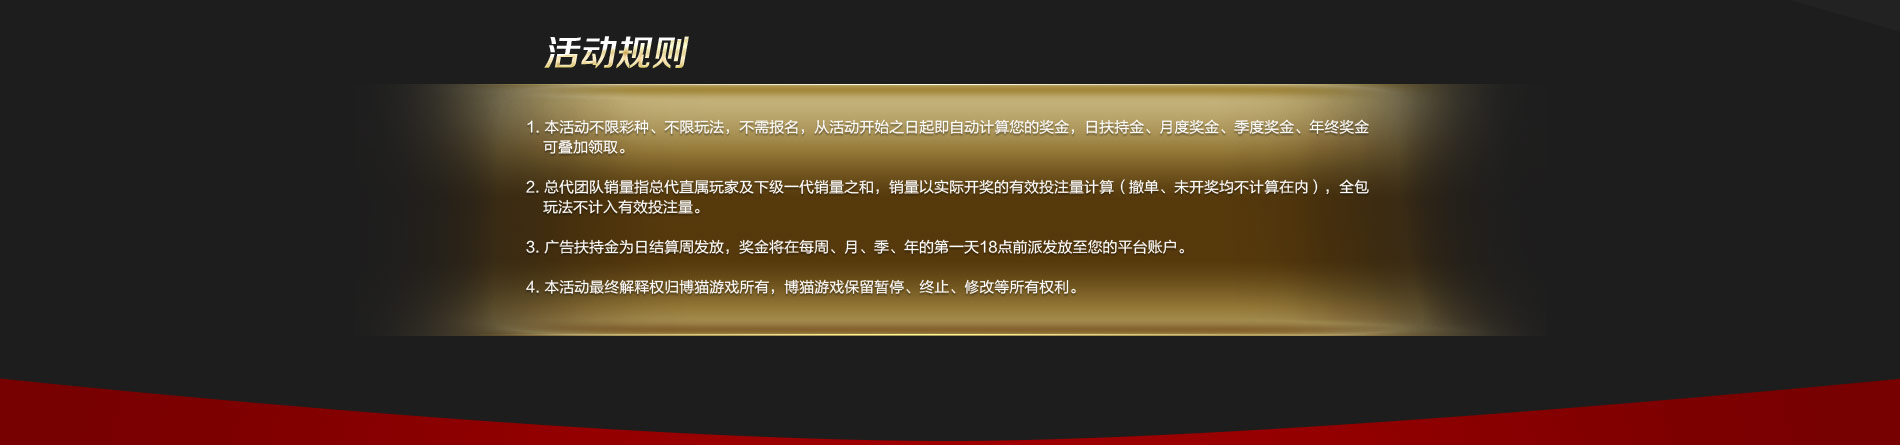 活动规则
1. 本活动不限彩种、不限玩法，不需报名，从活动开始之日起即自动计算您的奖金，日扶持金、月度奖金、季度奖金、年终奖金
可叠加领取。
2. 总代团队销量指总代直属玩家及下级一代销量之和，销量以实际开奖的有效投注量计算（撤单、未开奖均不计算在内），全包
玩法不计入有效投注量。
3. 广告扶持金为日结算周发放，奖金将在每周、月、季、年的第一天18点前派发放至您的平台账户。
4. 本活动最终解释权归博猫游戏所有，博猫游戏保留暂停、终止、修改等所有权利。